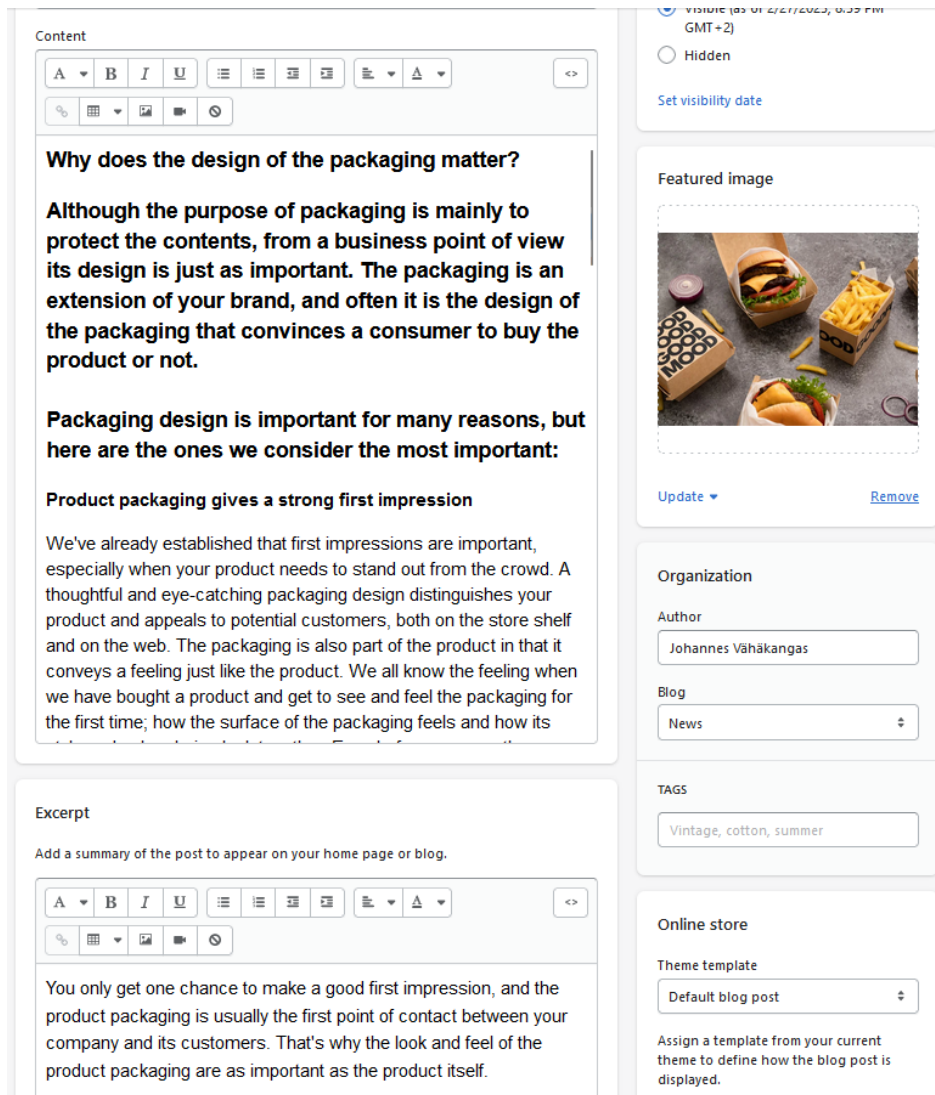 Content
A B I U A <>
Why does the design of the packaging matter?
Although the purpose of packaging is mainly to
protect the contents, from a business point of view
its design is just as important. The packaging is an
extension of your brand, and often it is the design of
the packaging that convinces a consumer to buy the
product or not.
Packaging design is important for many reasons, but
here are the ones we consider the most important:
Product packaging gives a strong first impression
We've already established that first impressions are important,
especially when your product needs to stand out from the crowd. A
thoughtful and eye-catching packaging design distinguishes your
product and appeals to potential customers, both on the store shelf
and on the web. The packaging is also part of the product in that it
conveys a feeling just like the product. We all know the feeling when
we have bought a product and get to see and feel the packaging for
the first time; how the surface of the packaging feels and how its
Excerpt
Add a summary of the post to appear on your home page or blog.
A B I U A <>
You only get one chance to make a good first impression, and the
product packaging is usually the first point of contact between your
company and its customers. That's why the look and feel of the
product packaging are as important as the product itself.
Visible (as of 2/27/2023, 8:39 PM
GMT+2)
Hidden
Set visibility date
Featured image
GOOD
MOOD
Update
Remove
Organization
Author
Johannes Vähäkangas
Blog
News
TAGS
Vintage, cotton, summer
Online store
Theme template
Default blog post
Assign a template from your current
theme to define how the blog post is
displayed.